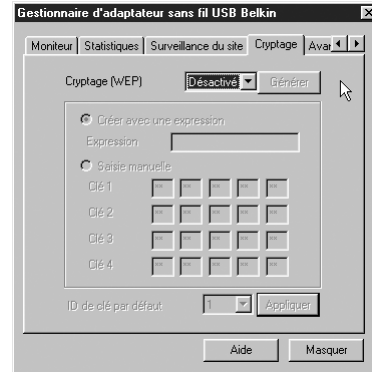 Gestionnaire d'adaptateur sans fil USB Belkin
Moniteur Statistiques Surveillance du site Cryptage Avan
Cryptage (WEP) Désactivé Générer
Créer avec une expression
Expression
Saisie manuelle
Clé 1 ** ** ** ** **
Clé 2 ** ** ** ** **
Clé 3 ** ** ** ** **
Clé 4 ** ** ** ** **
ID de clé par défaut 1 Appliquer
Aide Masquer